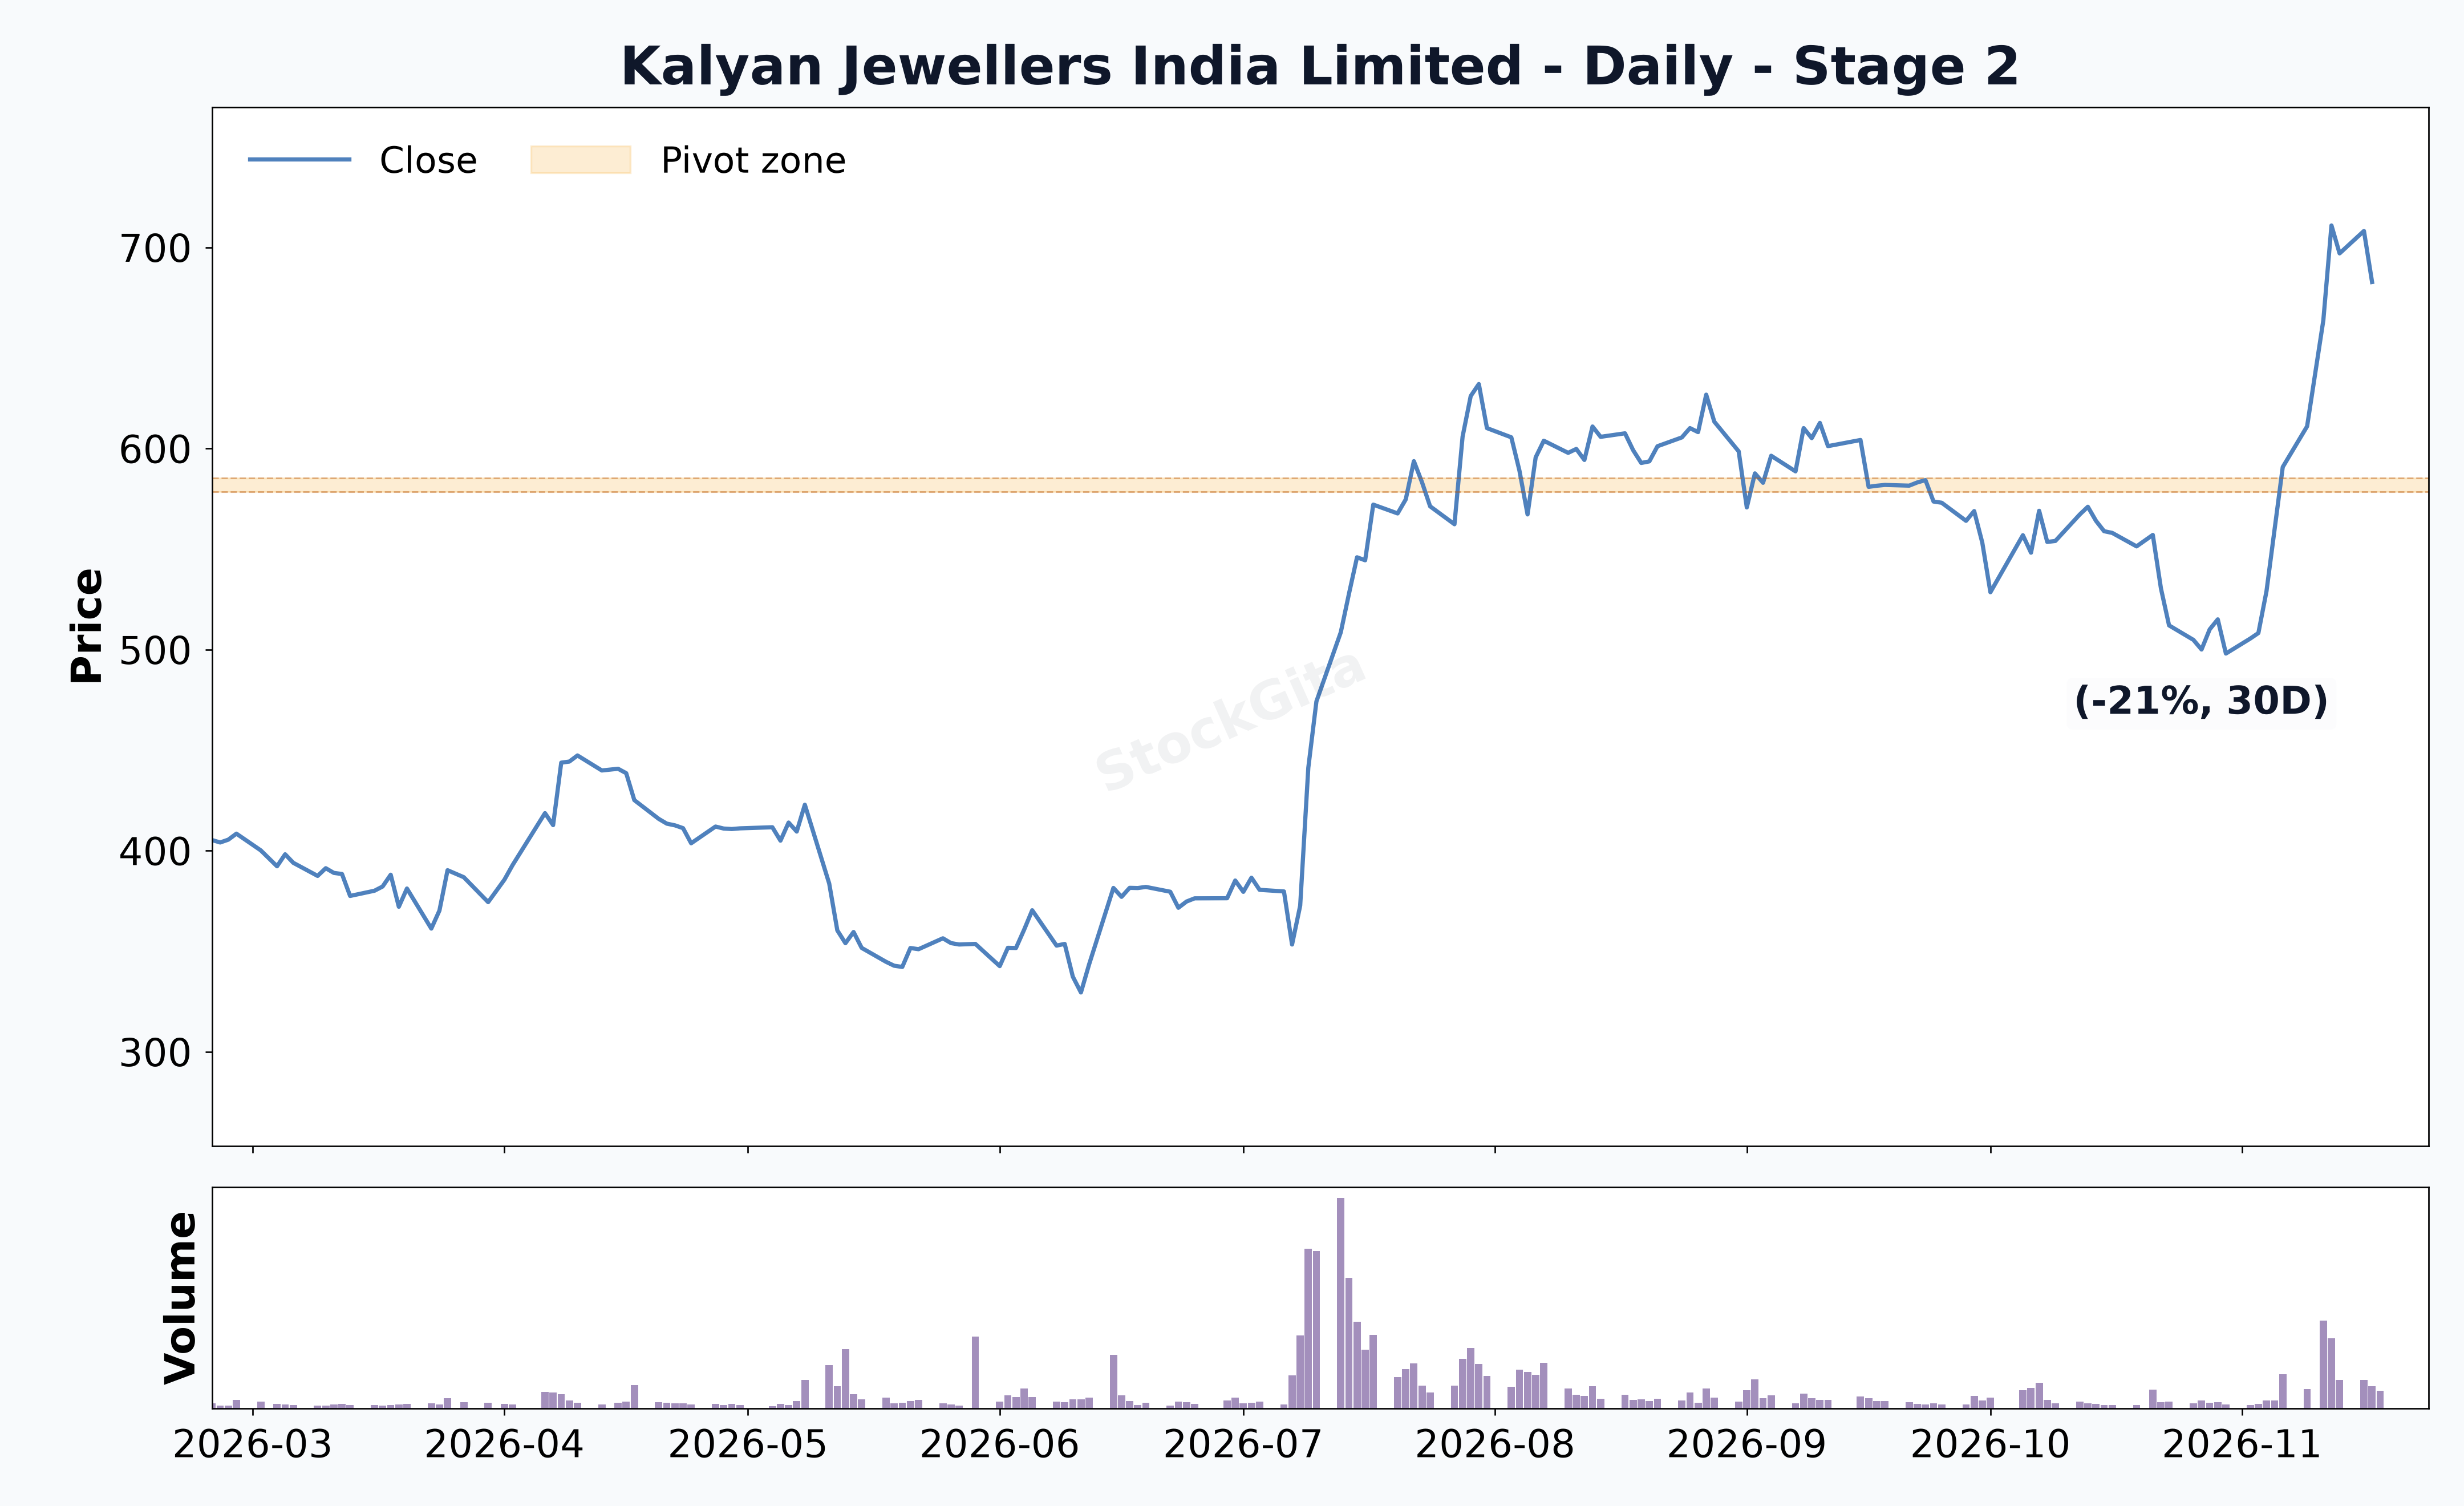 Kalyan Jewellers India Limited - Daily - Stage 2
Close
Pivot zone
700
600
500
400
300
Price
StockGita
(-21%, 30D)
Volume
2026-03
2026-04
2026-05
2026-06
2026-07
2026-08
2026-09
2026-10
2026-11